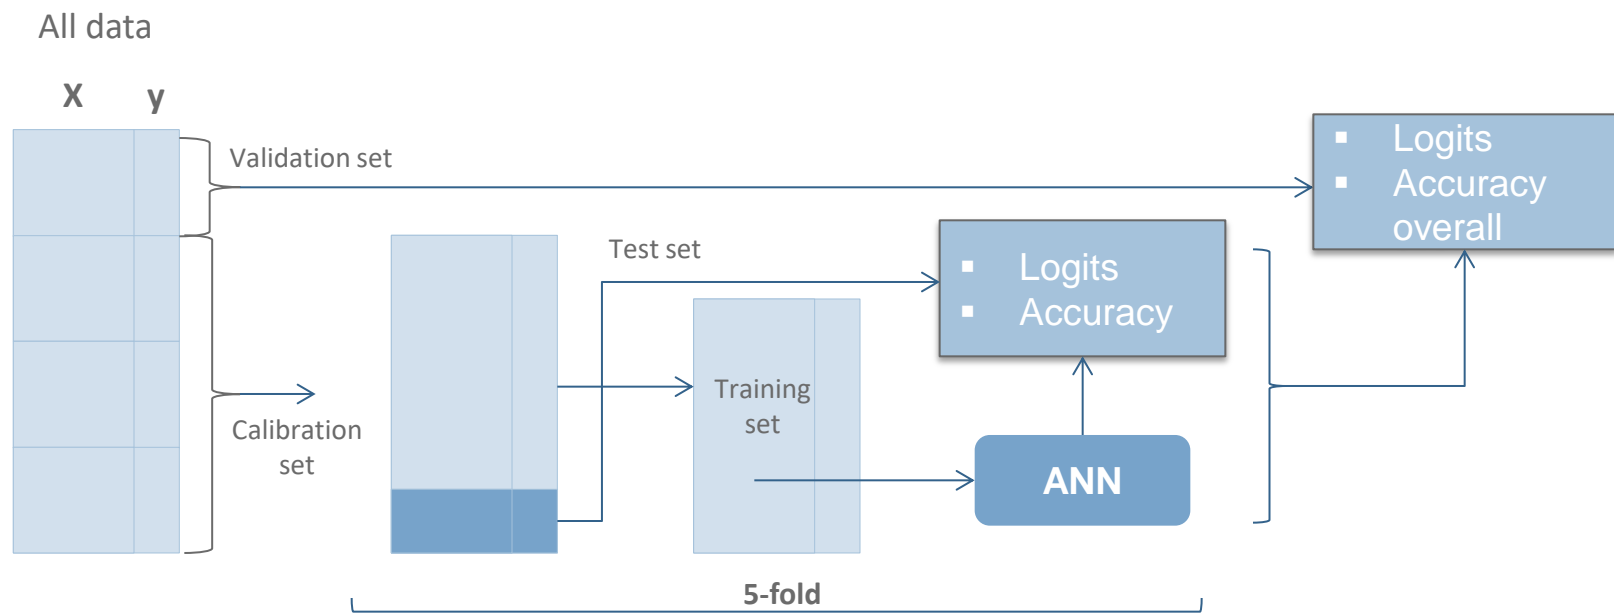 All data
X y
Validation set
▪ Logits
▪ Accuracy
overall
Test set
▪ Logits
▪ Accuracy
Training
set
Calibration
set
ANN
5-fold